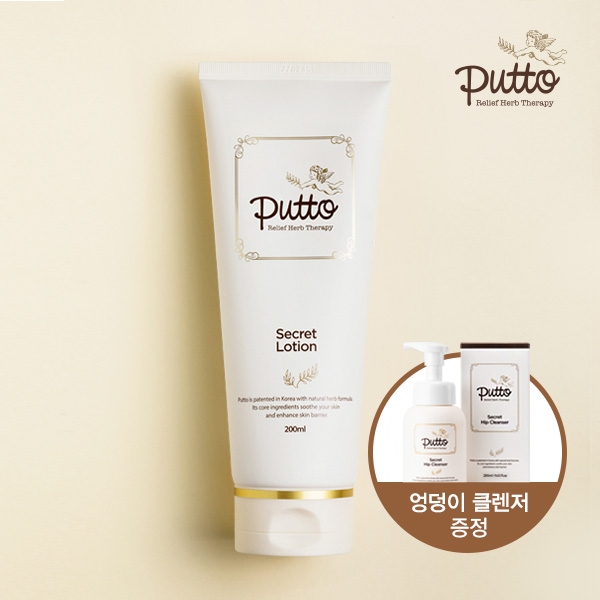 Putto
Relief Herb Therapy
Putto
Relief Herb Therapy
Secret
Lotion
Putto is patented in Korea with natural herb formula.
Its core ingredients soothe your skin
and enhance skin barrier.
200ml
Putto
Secret
Hip Cleanser
Putto
Secret
Hip Cleanser
엉덩이 클렌저
증정